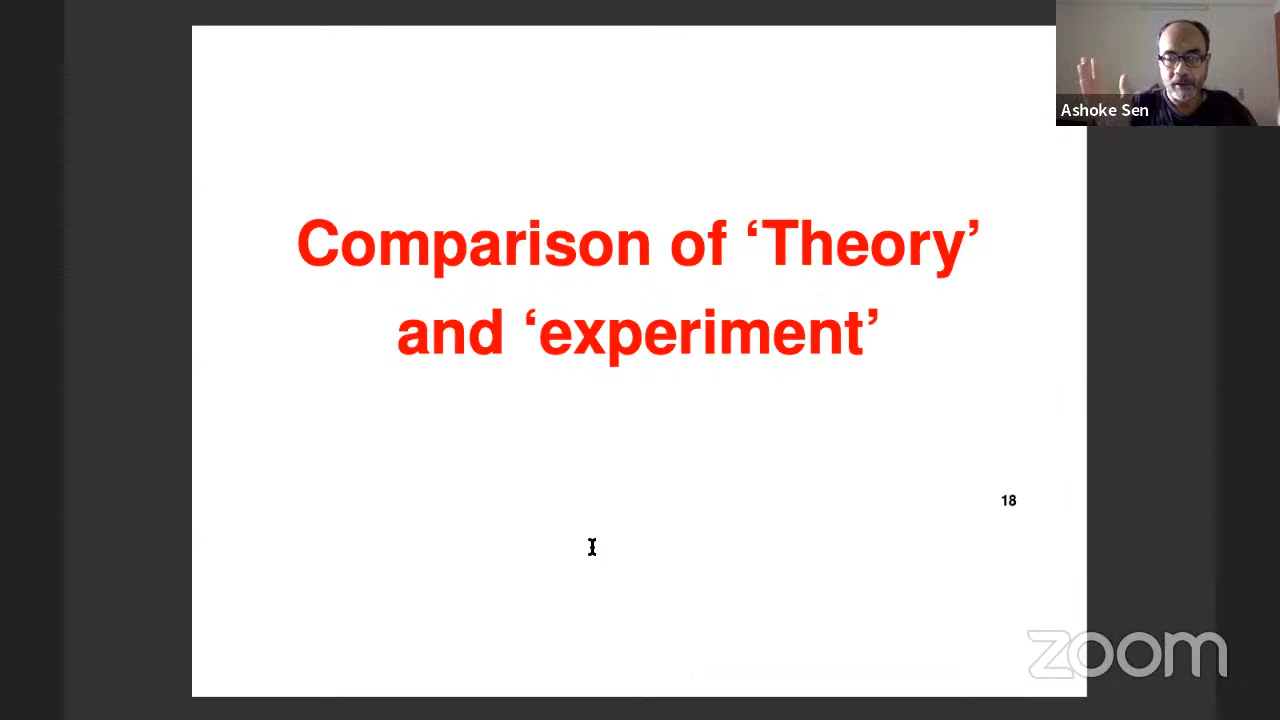 Ashoke Sen
Comparison of ‘Theory’
and ‘experiment’
18
zoom